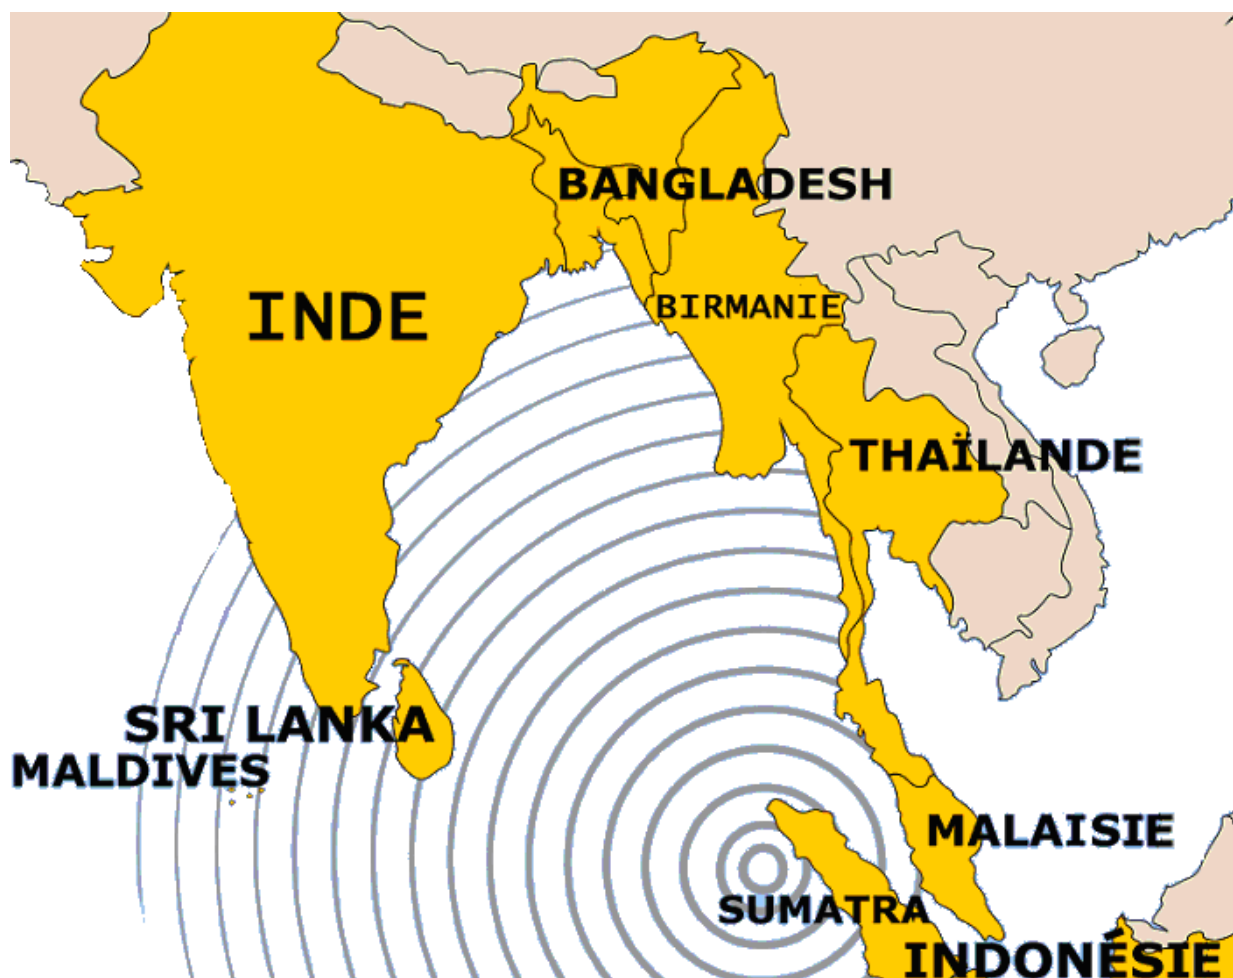 BANGLADESH
INDE
BIRMANIE
THAÏLANDE
SRI LANKA
MALDIVES
MALAISIE
SUMATRA
INDONÉSIE